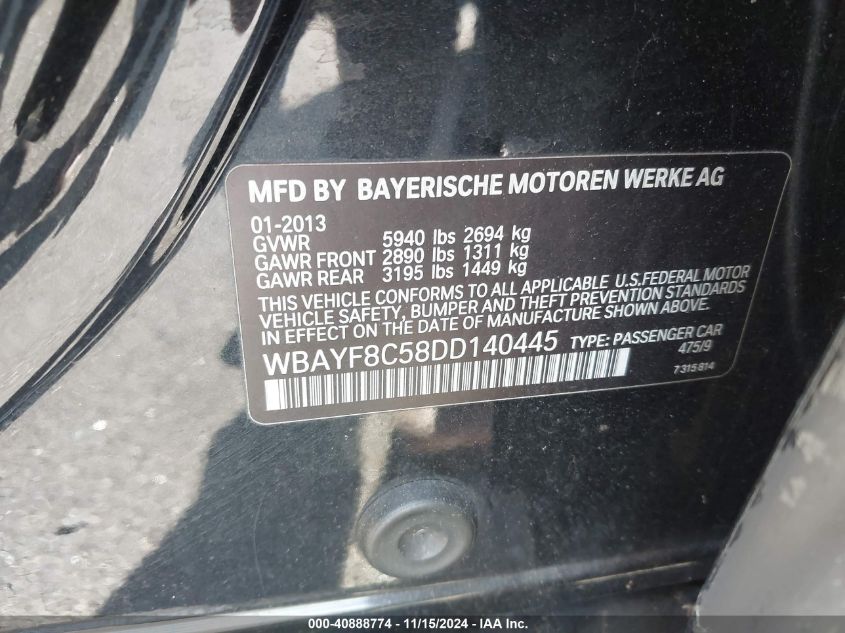 MFD BY BAYERISCHE MOTOREN WERKE AG
01-2013
GVWR 5940 lbs 2694 kg
GAWR FRONT 2890 lbs 1311 kg
GAWR REAR 3195 lbs 1449 kg
THIS VEHICLE CONFORMS TO ALL APPLICABLE U.S.FEDERAL MOTOR
VEHICLE SAFETY, BUMPER AND THEFT PREVENTION STANDARDS
IN EFFECT ON THE DATE OF MANUFACTURE SHOWN ABOVE.
WBAYF8C58DD140445 TYPE: PASSENGER CAR
475/9
7315814
000-40888774 - 11/15/2024 - IAA Inc.